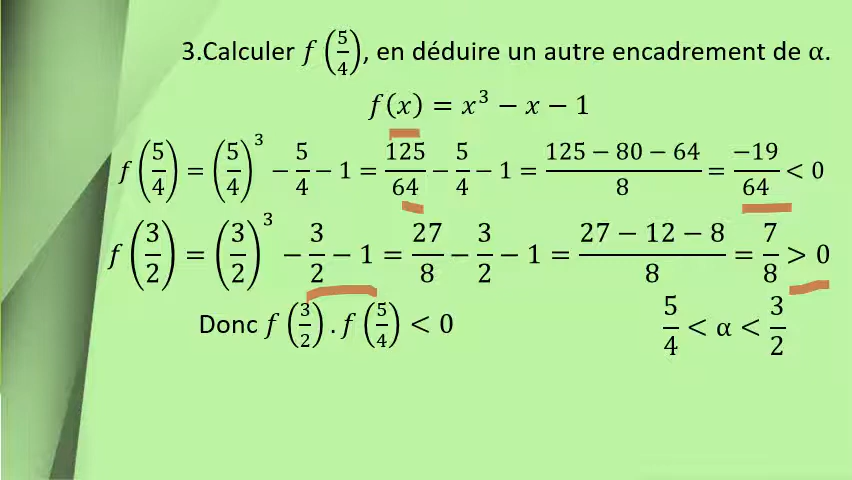 3.Calculer f(5/4), en déduire un autre encadrement de α.
f(x) = x³ − x − 1
f(5/4) = (5/4)³ − 5/4 − 1 = 125/64 − 5/4 − 1 = (125 − 80 − 64)/8 = −19/64 < 0
f(3/2) = (3/2)³ − 3/2 − 1 = 27/8 − 3/2 − 1 = (27 − 12 − 8)/8 = 7/8 > 0
Donc f(3/2).f(5/4) < 0 5/4 < α < 3/2